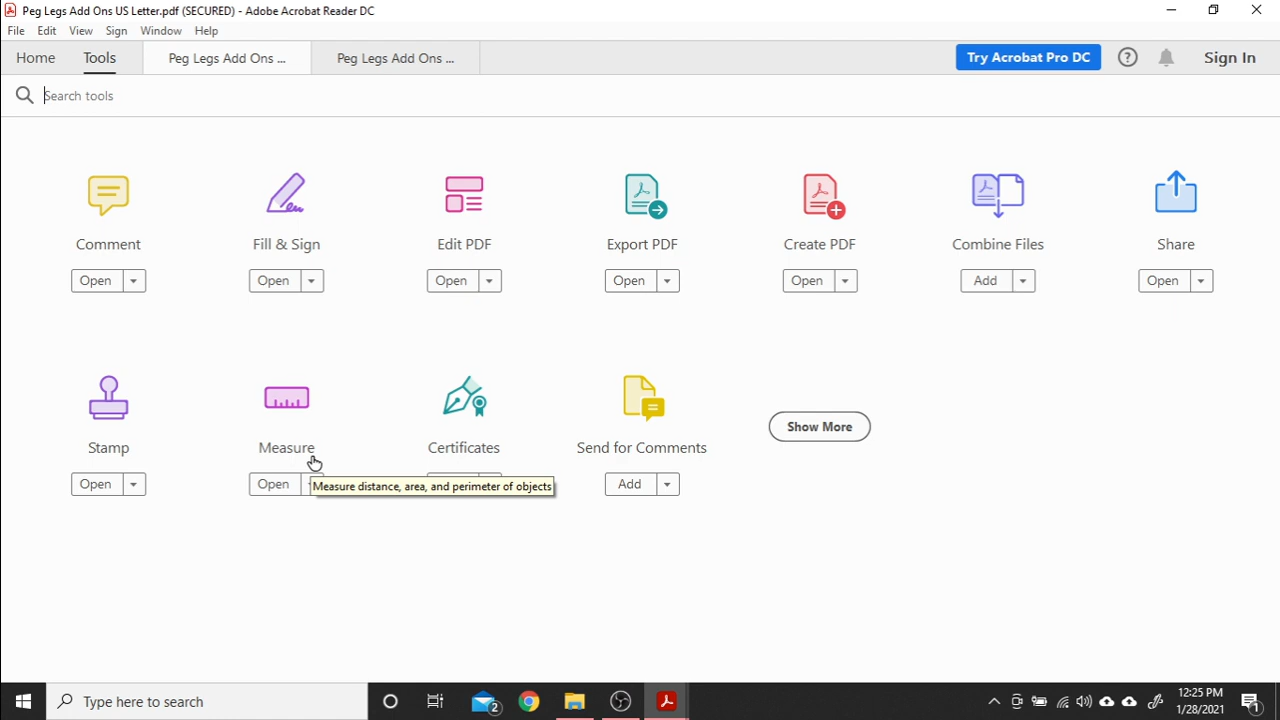 Peg Legs Add Ons US Letter.pdf (SECURED) - Adobe Acrobat Reader DC
File Edit View Sign Window Help
Home Tools Peg Legs Add Ons ... Peg Legs Add Ons ... Try Acrobat Pro DC Sign In
Search tools
Comment Fill & Sign Edit PDF Export PDF Create PDF Combine Files Share
Open Open Open Open Open Add Open
Stamp Measure Certificates Send for Comments Show More
Open Open Add
Measure distance, area, and perimeter of objects
Type here to search
2
12:25 PM
1/28/2021
1